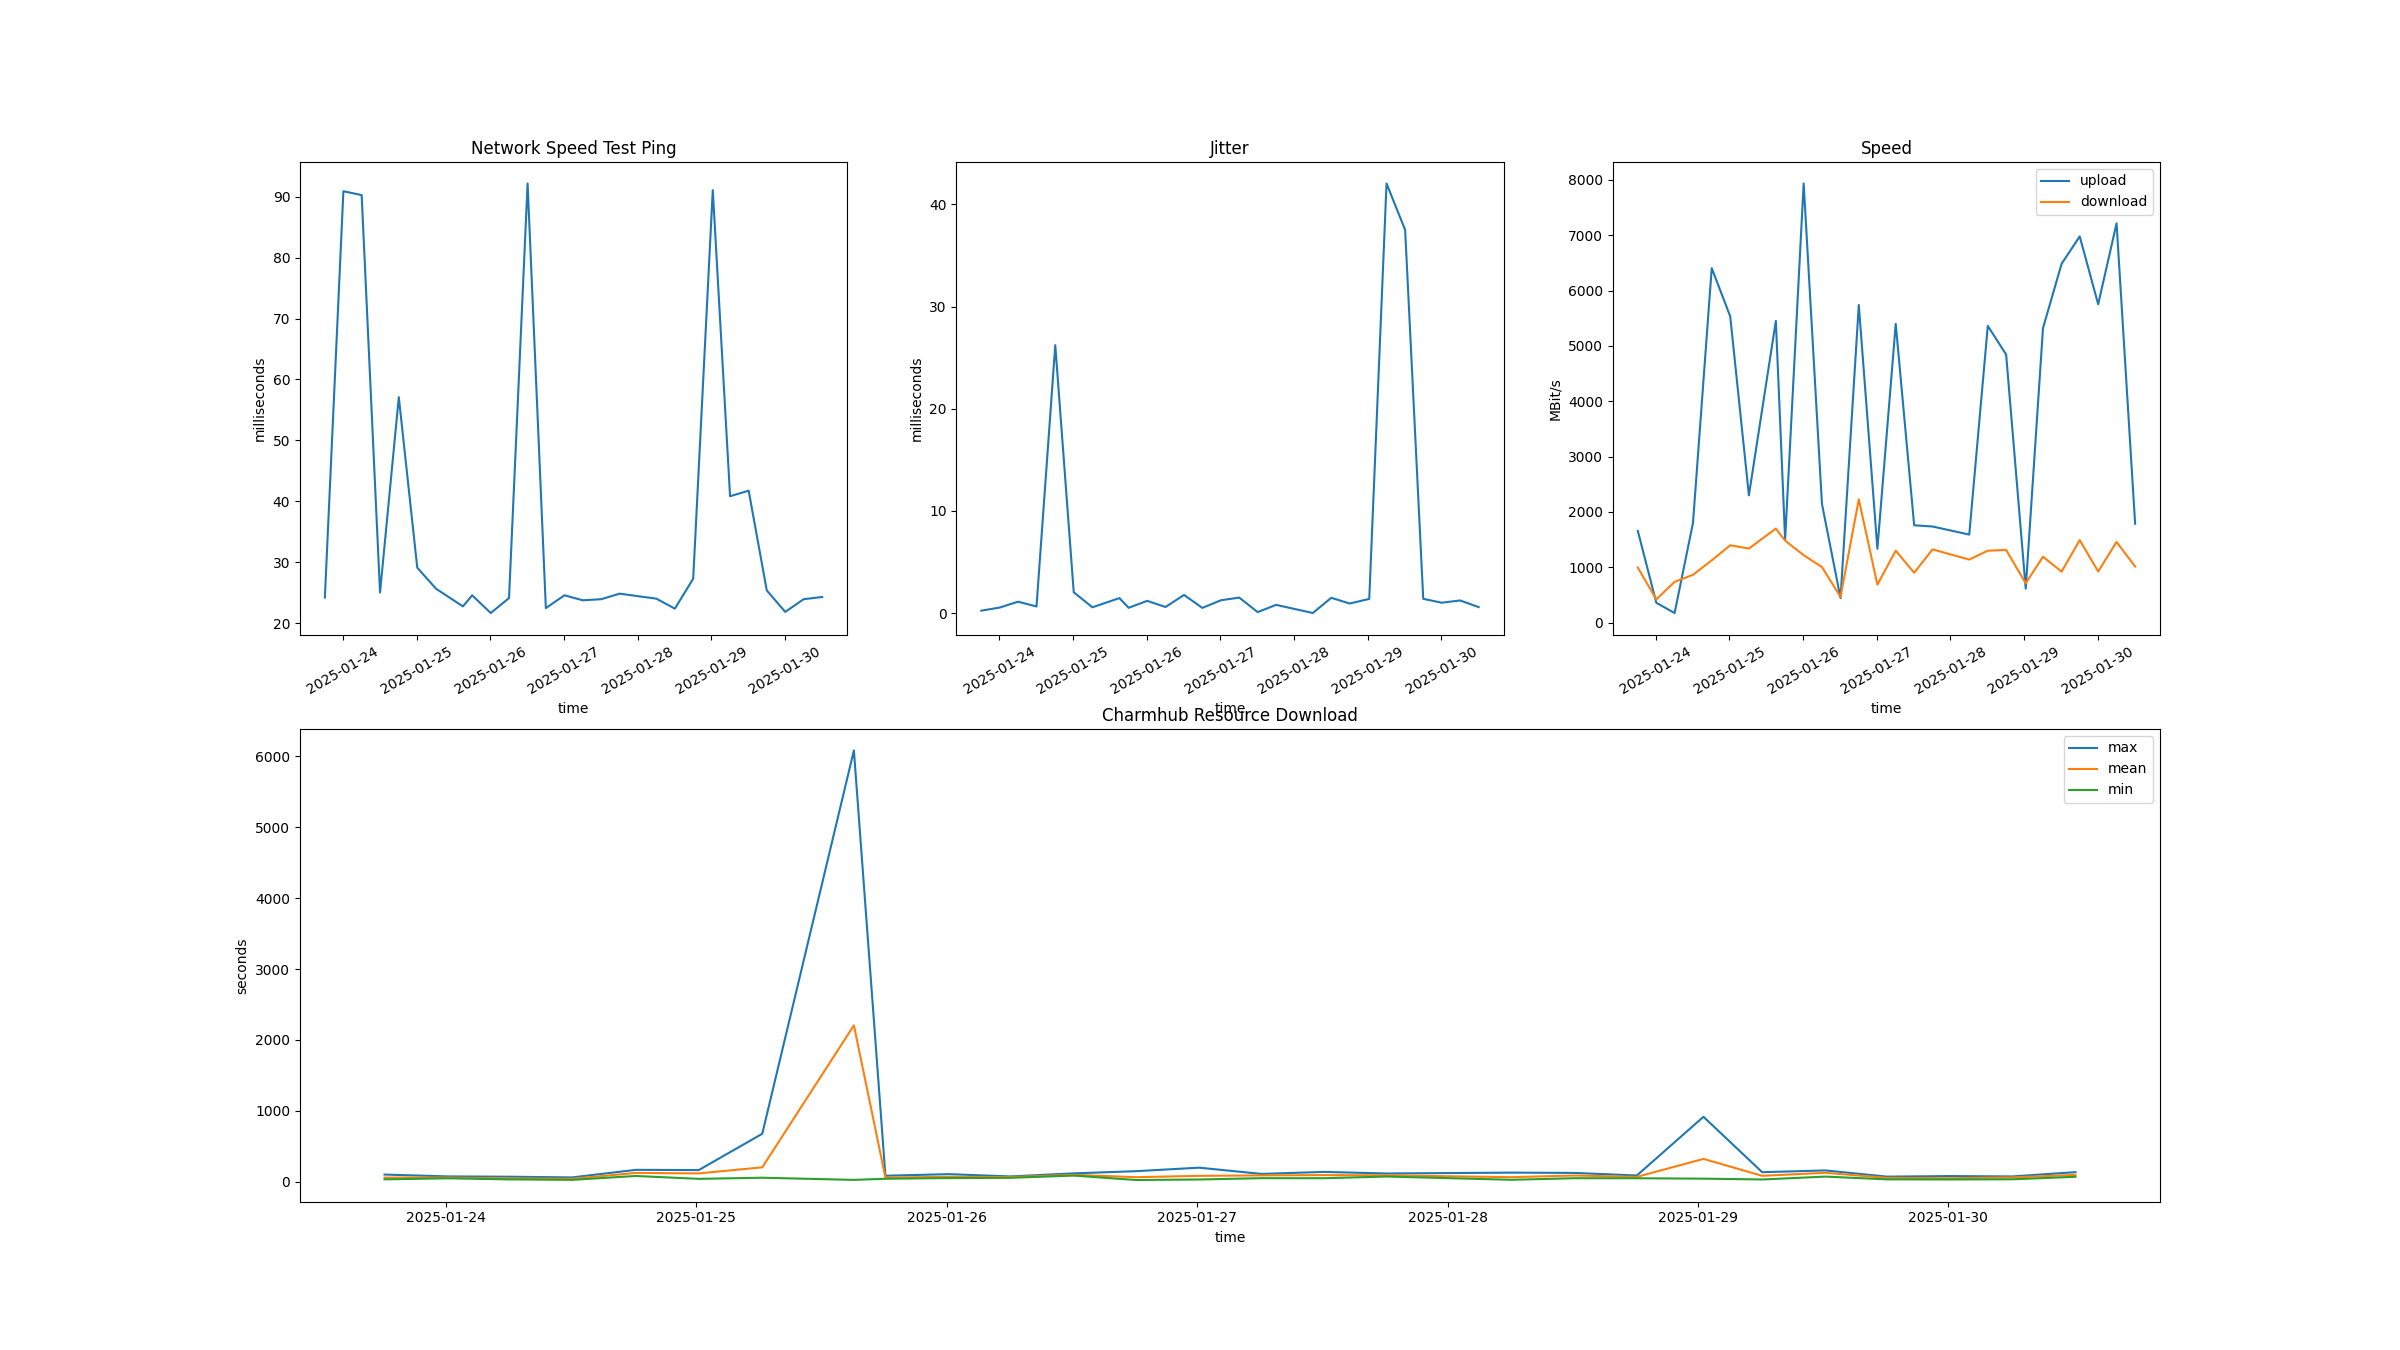 Network Speed Test Ping
milliseconds
90
80
70
60
50
40
30
20
2025-01-24 2025-01-25 2025-01-26 2025-01-27 2025-01-28 2025-01-29 2025-01-30
time
Jitter
milliseconds
40
30
20
10
0
2025-01-24 2025-01-25 2025-01-26 2025-01-27 2025-01-28 2025-01-29 2025-01-30
time
Speed
upload
download
MBit/s
8000
7000
6000
5000
4000
3000
2000
1000
0
2025-01-24 2025-01-25 2025-01-26 2025-01-27 2025-01-28 2025-01-29 2025-01-30
time
Charmhub Resource Download
max
mean
min
seconds
6000
5000
4000
3000
2000
1000
0
2025-01-24 2025-01-25 2025-01-26 2025-01-27 2025-01-28 2025-01-29 2025-01-30
time